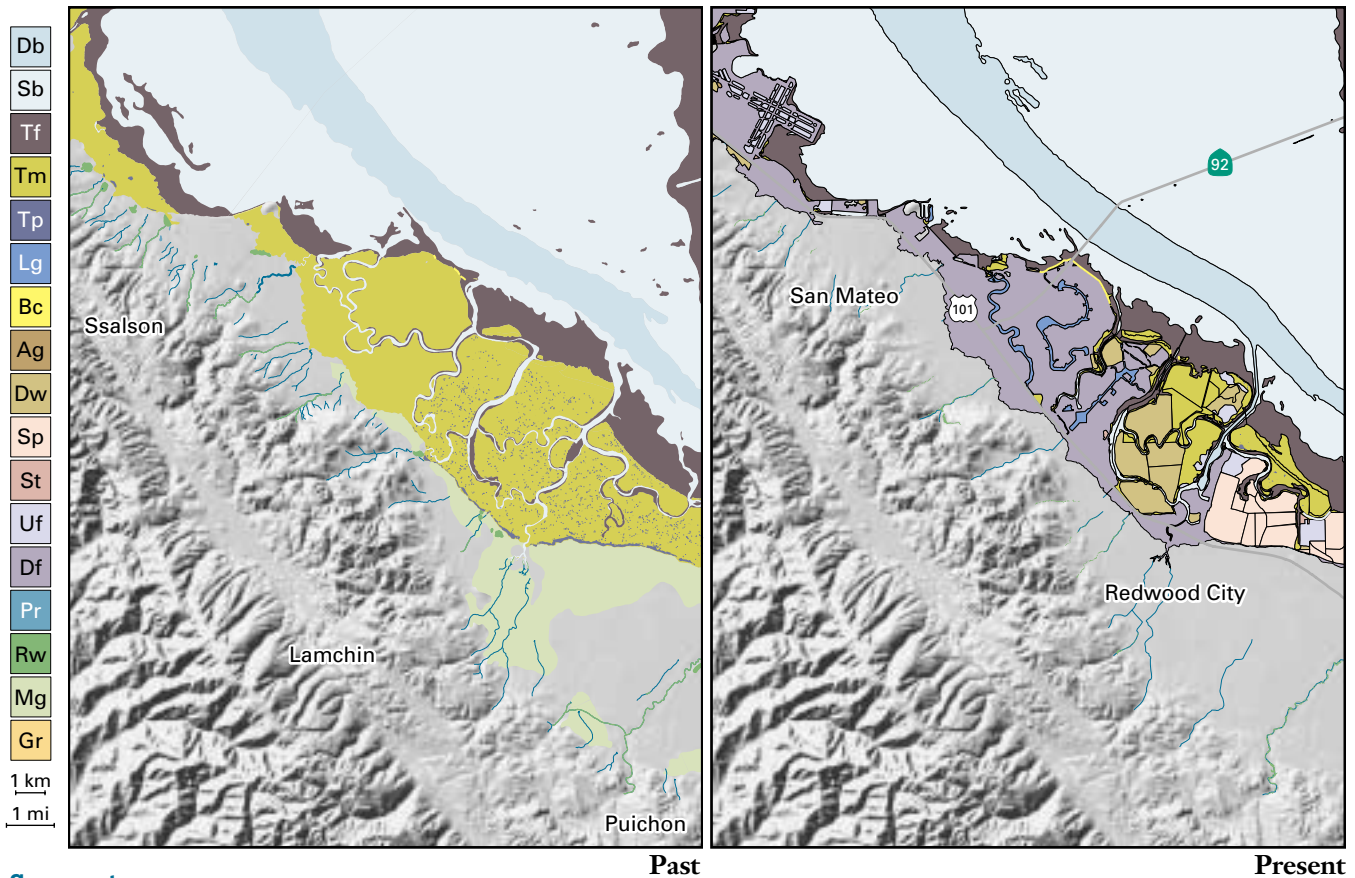 Db
Sb
Tf
Tm
Tp
Lg
Bc
Ag
Dw
Sp
St
Uf
Df
Pr
Rw
Mg
Gr
1 km
1 mi
Ssalson
Lamchin
Puichon
Past
92
San Mateo
101
Redwood City
Present